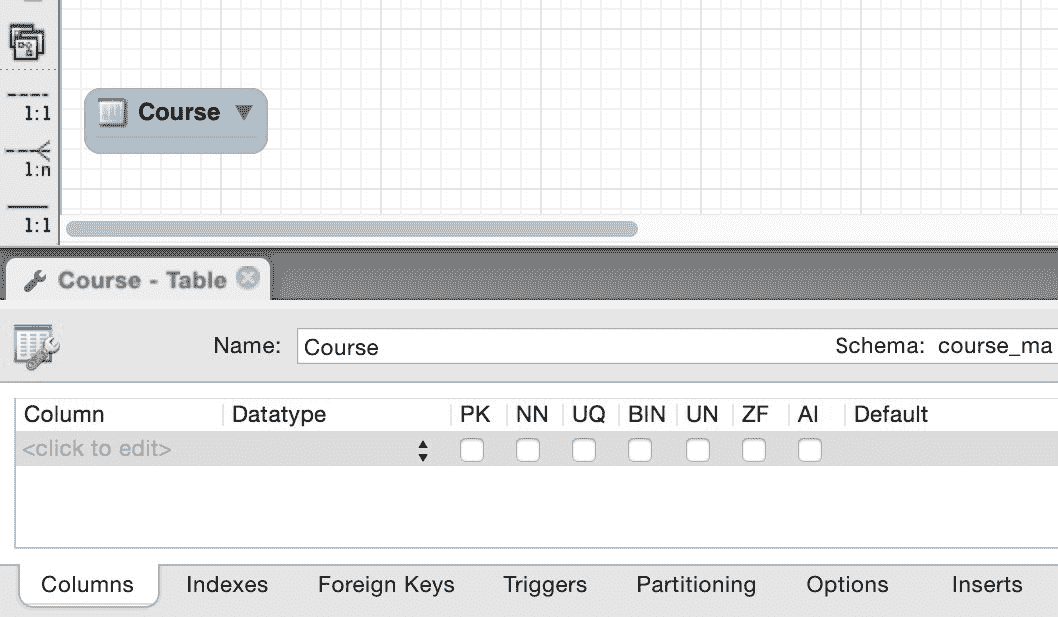 1:1
Course
1:n
1:1
Course - Table
Name: Course Schema: course_ma
Column Datatype PK NN UQ BIN UN ZF AI Default
<click to edit>
Columns Indexes Foreign Keys Triggers Partitioning Options Inserts